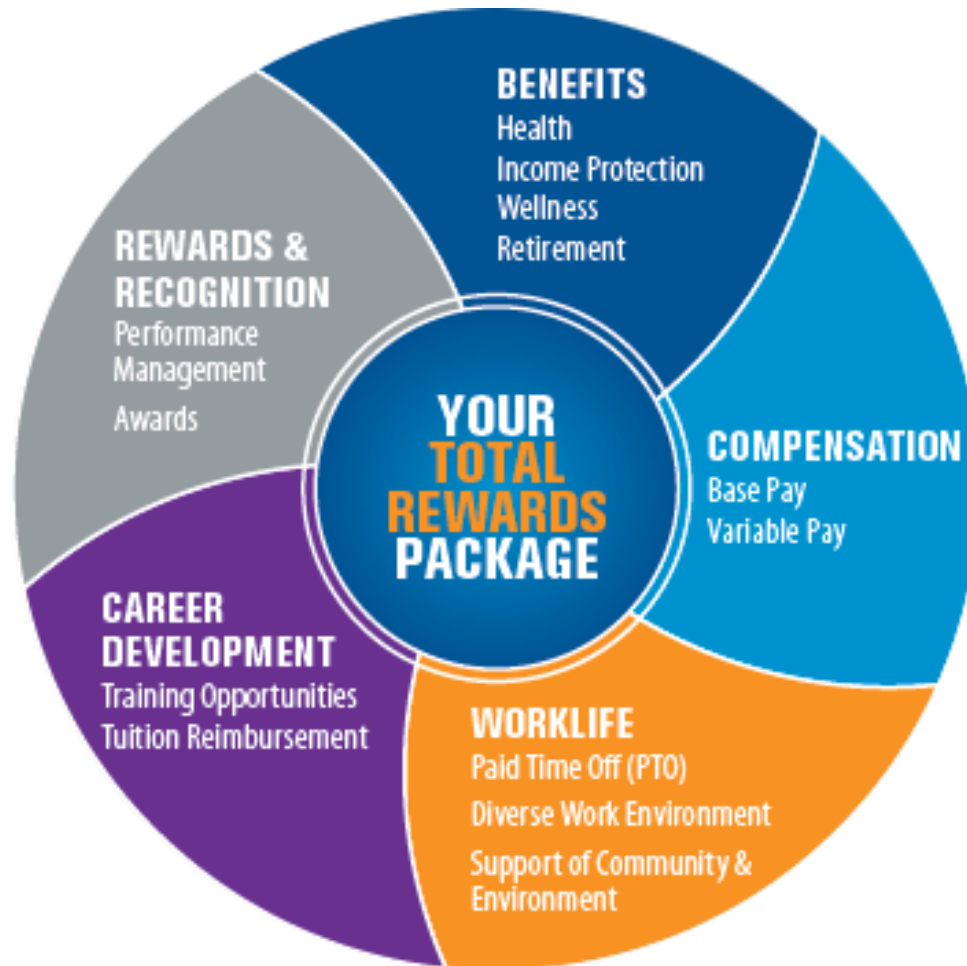 BENEFITS
Health
Income Protection
Wellness
Retirement
COMPENSATION
Base Pay
Variable Pay
WORKLIFE
Paid Time Off (PTO)
Diverse Work Environment
Support of Community &
Environment
CAREER
DEVELOPMENT
Training Opportunities
Tuition Reimbursement
REWARDS &
RECOGNITION
Performance
Management
Awards
YOUR
TOTAL
REWARDS
PACKAGE